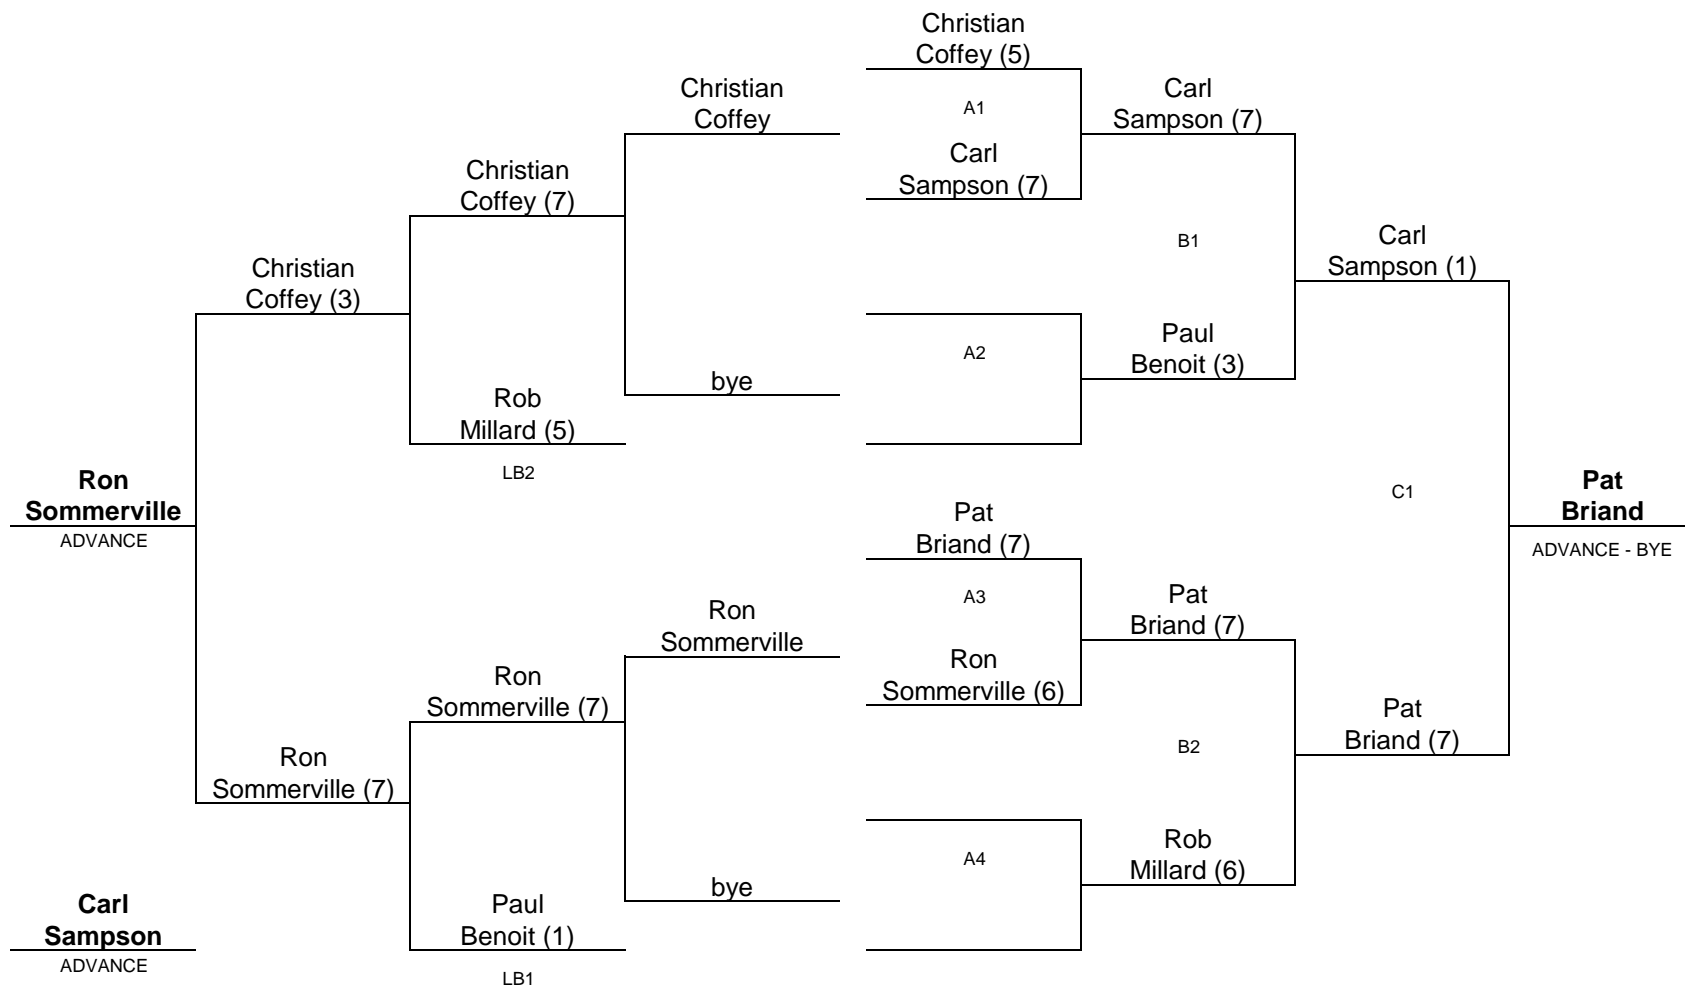 Christian
Coffey (5)
Christian
Coffey
A1
Carl
Sampson (7)
Carl
Sampson (7)
Christian
Coffey (7)
B1
Carl
Sampson (1)
Christian
Coffey (3)
A2
Paul
Benoit (3)
bye
Rob
Millard (5)
LB2
Ron
Sommerville
ADVANCE
C1
Pat
Briand
ADVANCE - BYE
Pat
Briand (7)
A3
Pat
Briand (7)
Ron
Sommerville
Ron
Sommerville (6)
Ron
Sommerville (7)
B2
Pat
Briand (7)
Ron
Sommerville (7)
A4
Rob
Millard (6)
bye
Paul
Benoit (1)
LB1
Carl
Sampson
ADVANCE